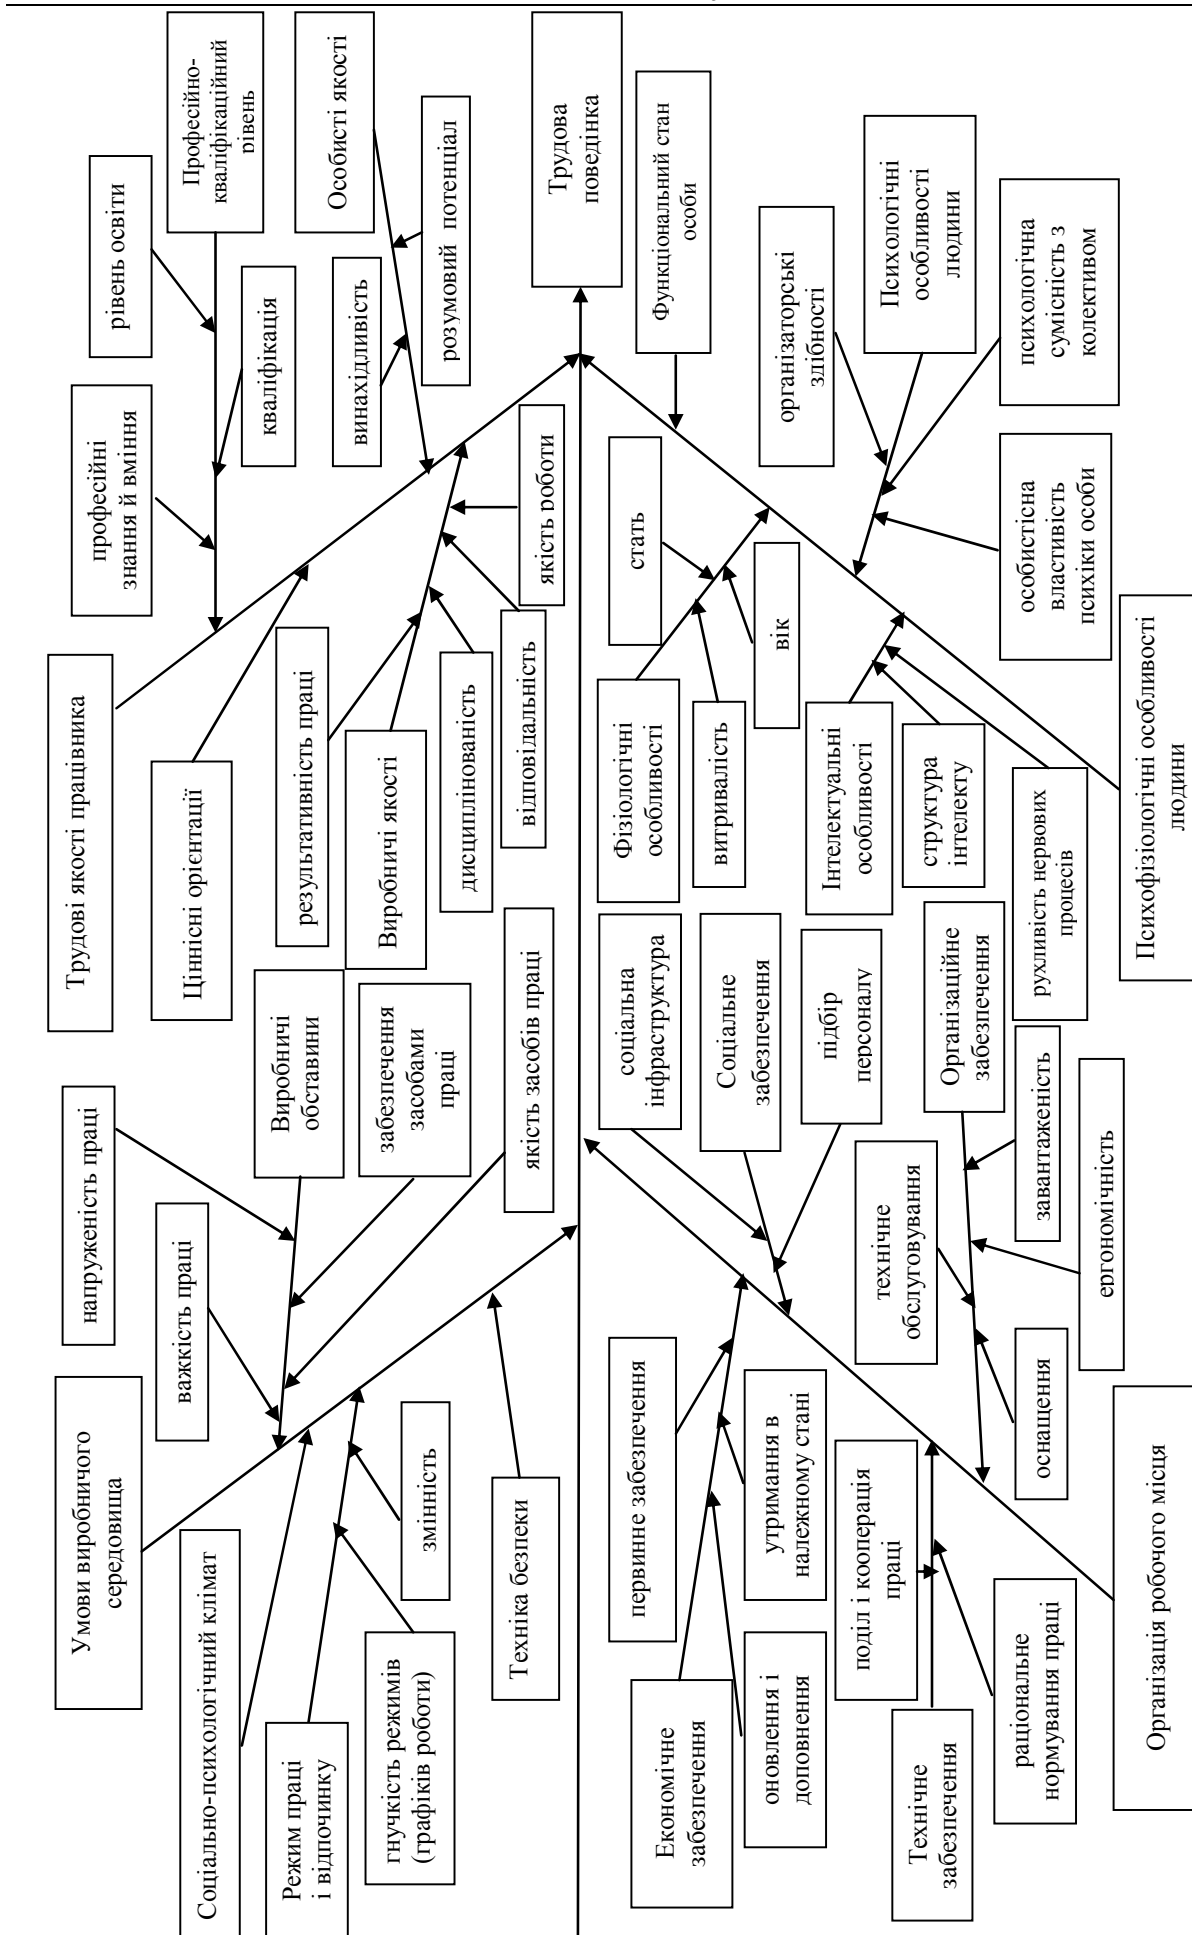 Умови виробничого
середовища
Соціально-психологічний клімат
Режим праці
і відпочинку
гнучкість режимів
(графіків роботи)
змінність
Техніка безпеки
напруженість праці
важкість праці
Виробничі
обставини
забезпечення
засобами
праці
якість засобів праці
Трудові якості працівника
Ціннісні орієнтації
результативність праці
Виробничі якості
дисциплінованість
відповідальність
якість роботи
професійні
знання й вміння
рівень освіти
Професійно-
кваліфікаційний
рівень
кваліфікація
Особисті якості
винахідливість
розумовий потенціал
Трудова
поведінка
Економічне
забезпечення
первинне забезпечення
оновлення і
доповнення
утримання в
належному стані
Технічне
забезпечення
поділ і кооперація
праці
раціональне
нормування праці
Організація робочого місця
соціальна
інфраструктура
Соціальне
забезпечення
підбір
персоналу
технічне
обслуговування
Організаційне
забезпечення
завантаженість
ергономічність
оснащення
Фізіологічні
особливості
стать
витривалість
вік
Інтелектуальні
особливості
структура
інтелекту
рухливість нервових
процесів
Психофізіологічні особливості
людини
Функціональний стан
особи
організаторські
здібності
Психологічні
особливості
людини
психологічна
сумісність з
колективом
особистісна
властивість
психіки особи